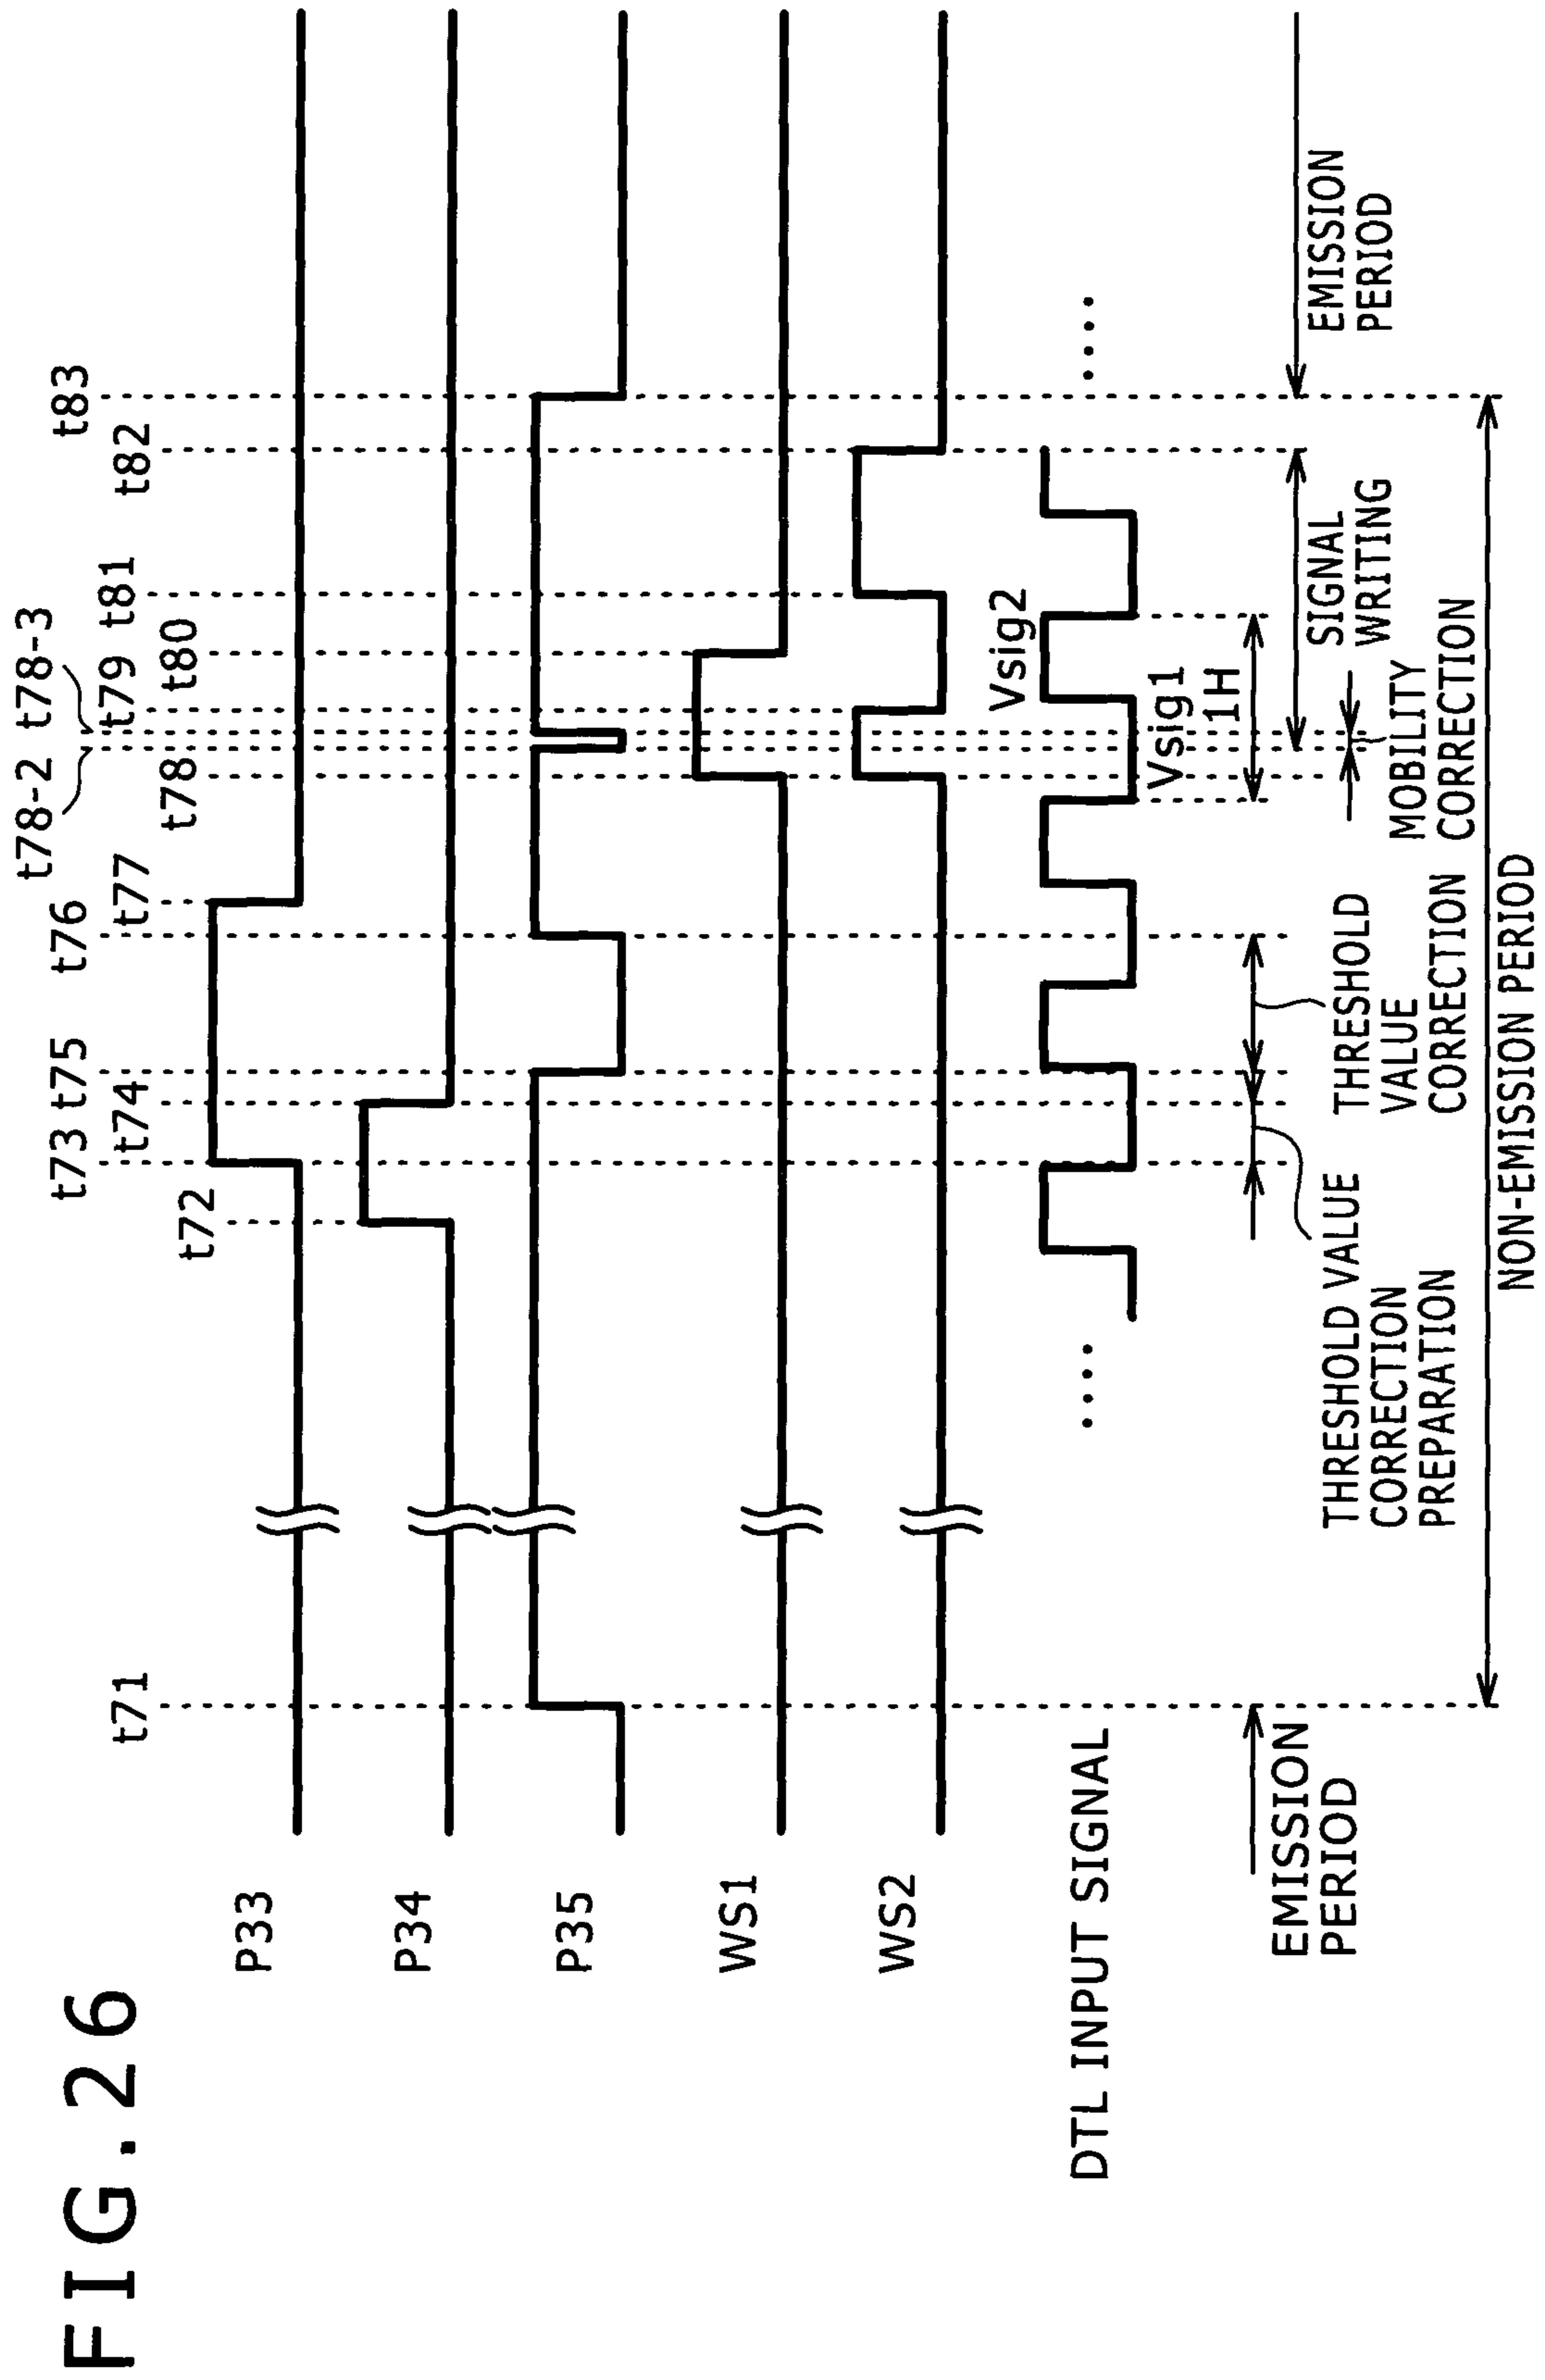 FIG.26
t71
t72
t73
t74
t75
t76
t77
t78
t78-2
t78-3
t79
t80
t81
t82
t83
P33
P34
P35
WS1
WS2
DTL INPUT SIGNAL
Vsig2
Vsig1
1H
EMISSION
PERIOD
THRESHOLD VALUE
CORRECTION
PREPARATION
THRESHOLD
VALUE
CORRECTION
MOBILITY
CORRECTION
SIGNAL
WRITING
EMISSION
PERIOD
NON-EMISSION PERIOD